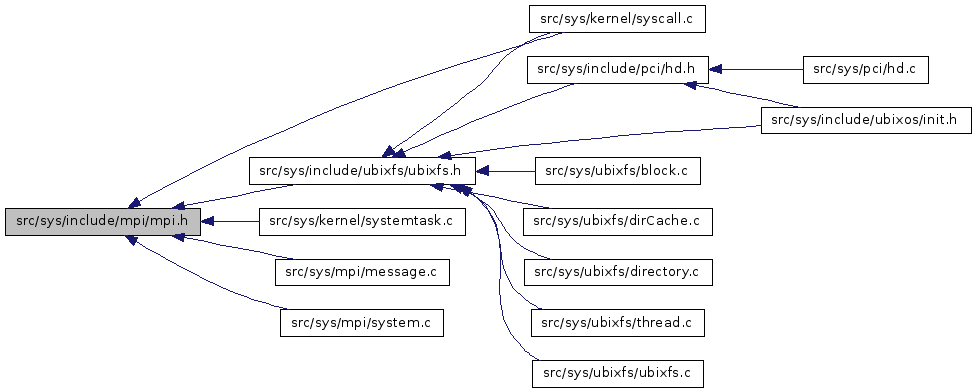 src/sys/kernel/syscall.c
src/sys/include/pci/hd.h
src/sys/pci/hd.c
src/sys/include/ubixos/init.h
src/sys/include/ubixfs/ubixfs.h
src/sys/ubixfs/block.c
src/sys/include/mpi/mpi.h
src/sys/kernel/systemtask.c
src/sys/ubixfs/dirCache.c
src/sys/mpi/message.c
src/sys/ubixfs/directory.c
src/sys/mpi/system.c
src/sys/ubixfs/thread.c
src/sys/ubixfs/ubixfs.c